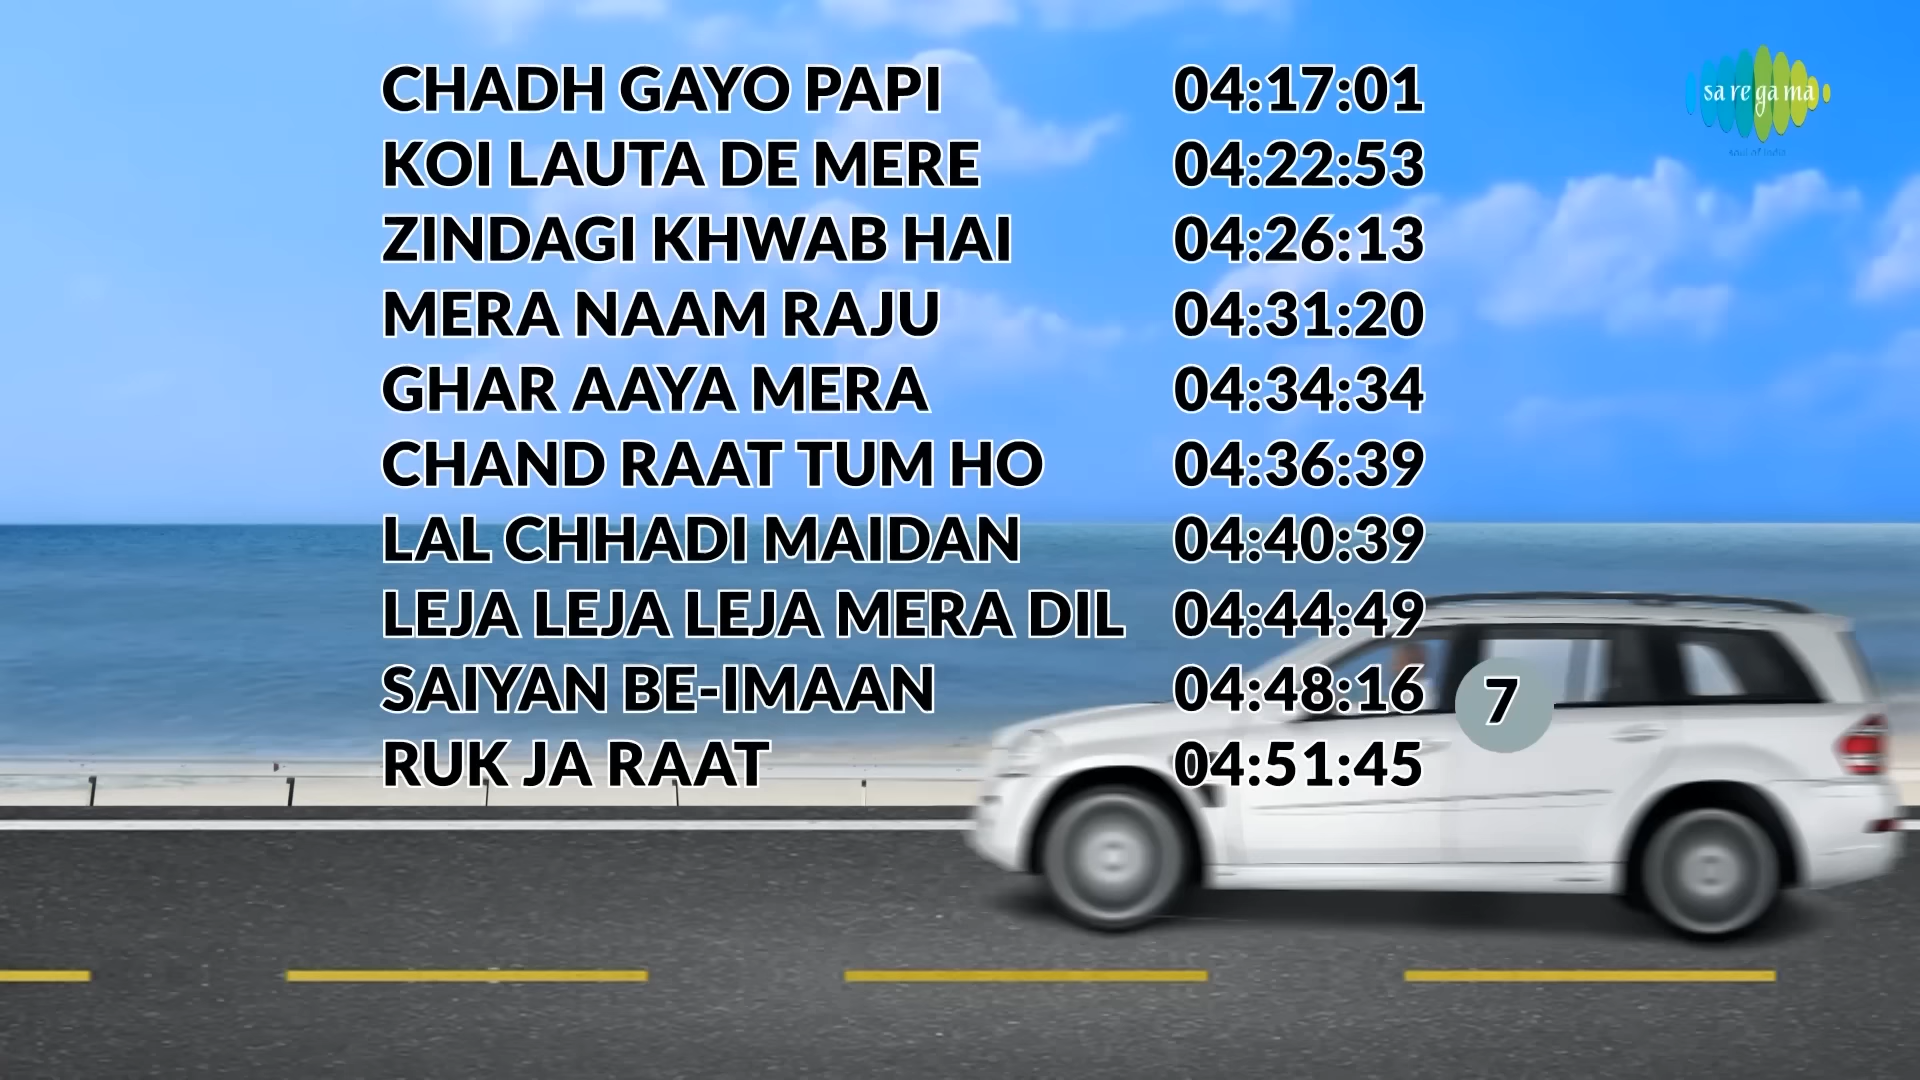 CHADH GAYO PAPI 04:17:01
KOI LAUTA DE MERE 04:22:53
ZINDAGI KHWAB HAI 04:26:13
MERA NAAM RAJU 04:31:20
GHAR AAYA MERA 04:34:34
CHAND RAAT TUM HO 04:36:39
LAL CHHADI MAIDAN 04:40:39
LEJA LEJA LEJA MERA DIL 04:44:49
SAIYAN BE-IMAAN 04:48:16
RUK JA RAAT 04:51:45
7
sa re ga ma
soul of india